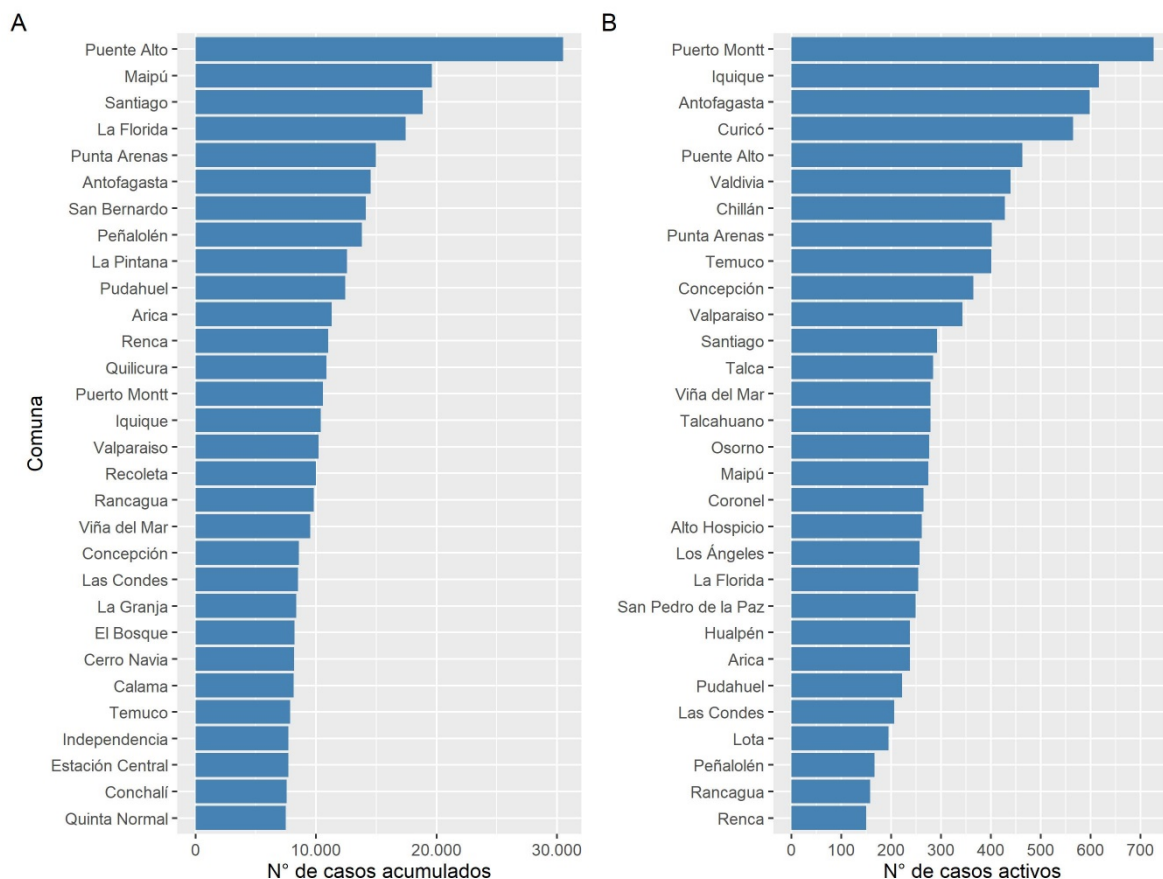 A
Comuna
Puente Alto
Maipú
Santiago
La Florida
Punta Arenas
Antofagasta
San Bernardo
Peñalolén
La Pintana
Pudahuel
Arica
Renca
Quilicura
Puerto Montt
Iquique
Valparaiso
Recoleta
Rancagua
Viña del Mar
Concepción
Las Condes
La Granja
El Bosque
Cerro Navia
Calama
Temuco
Independencia
Estación Central
Conchalí
Quinta Normal
0 10.000 20.000 30.000
N° de casos acumulados
B
Puerto Montt
Iquique
Antofagasta
Curicó
Puente Alto
Valdivia
Chillán
Punta Arenas
Temuco
Concepción
Valparaiso
Santiago
Talca
Viña del Mar
Talcahuano
Osorno
Maipú
Coronel
Alto Hospicio
Los Ángeles
La Florida
San Pedro de la Paz
Hualpén
Arica
Pudahuel
Las Condes
Lota
Peñalolén
Rancagua
Renca
0 100 200 300 400 500 600 700
N° de casos activos